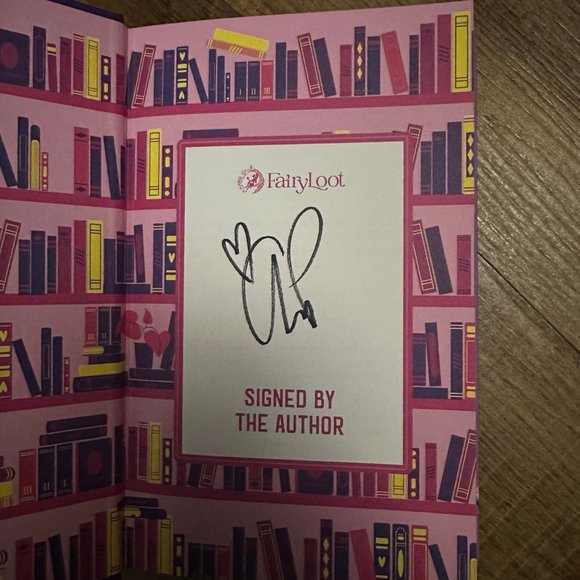 FairyLoot
SIGNED BY
THE AUTHOR